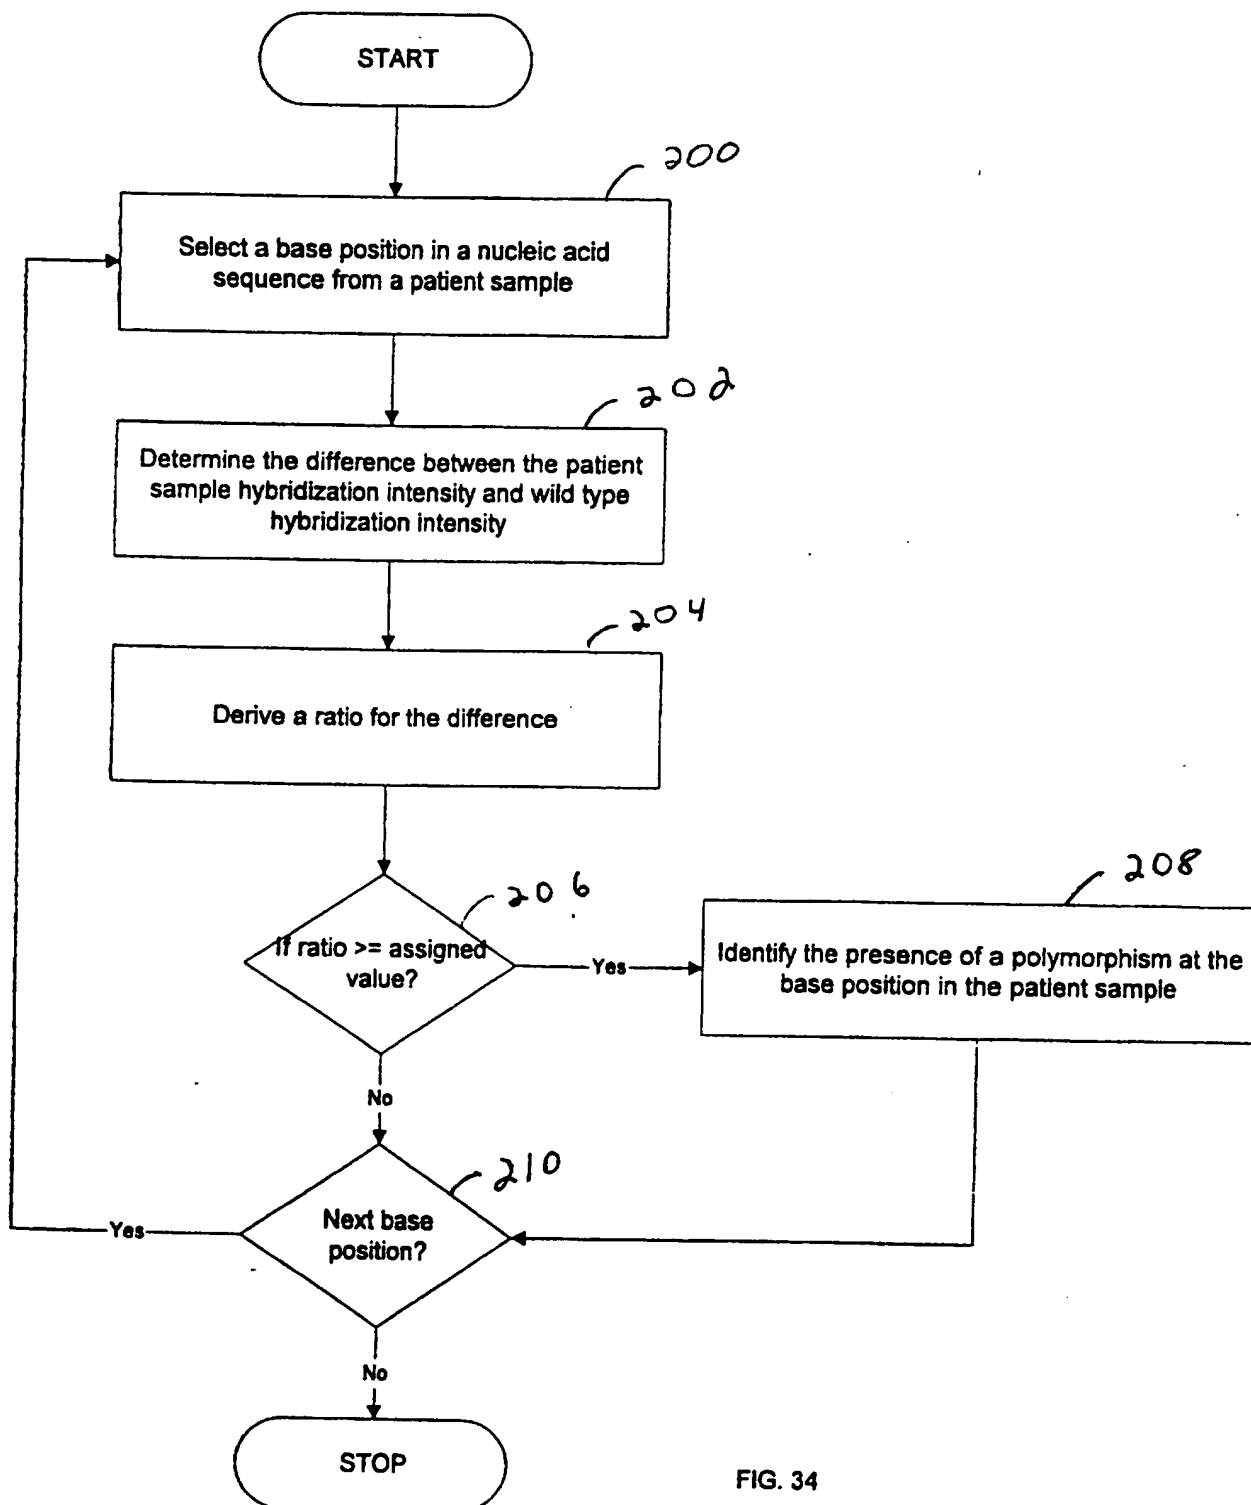 START
200
Select a base position in a nucleic acid
sequence from a patient sample
202
Determine the difference between the patient
sample hybridization intensity and wild type
hybridization intensity
204
Derive a ratio for the difference
206
If ratio >= assigned
value?
Yes
208
Identify the presence of a polymorphism at the
base position in the patient sample
No
210
Next base
position?
Yes
No
STOP
FIG. 34